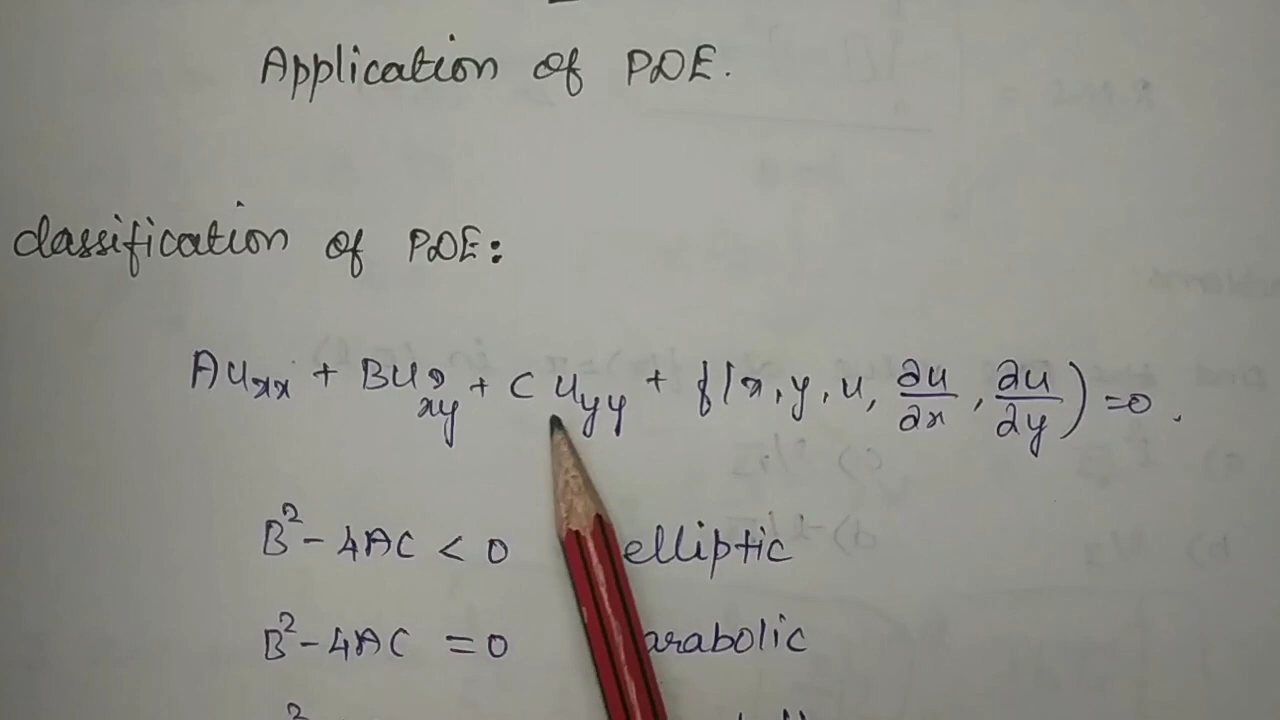 Application of PDE.
classification of PDE:
Auxx + Buxy + C uyy + f(x, y, u, ∂u/∂x, ∂u/∂y) = 0.
B² - 4AC < 0 elliptic
B² - 4AC = 0 arabolic